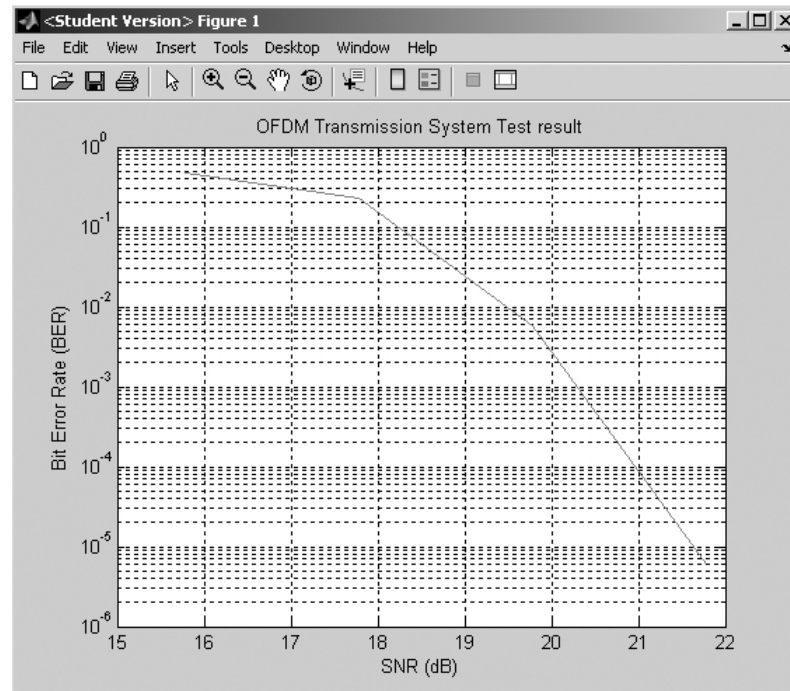 <Student Version> Figure 1
File Edit View Insert Tools Desktop Window Help
OFDM Transmission System Test result
Bit Error Rate (BER)
10^0
10^-1
10^-2
10^-3
10^-4
10^-5
10^-6
15 16 17 18 19 20 21 22
SNR (dB)